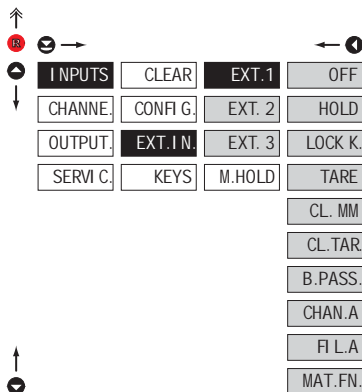 R
INPUTS CLEAR EXT.1 OFF
CHANNE. CONFIG. EXT. 2 HOLD
OUTPUT. EXT.IN. EXT. 3 LOCK K.
SERVIC. KEYS M.HOLD TARE
CL. MM
CL.TAR.
B.PASS.
CHAN.A
FIL.A
MAT.FN.